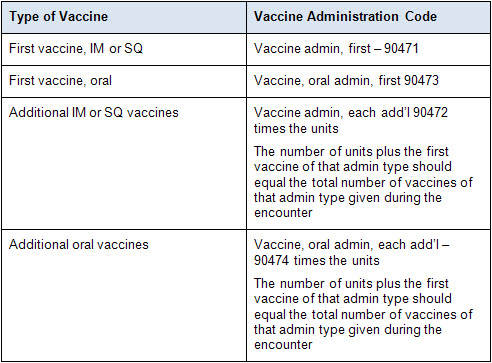 Type of Vaccine
Vaccine Administration Code
First vaccine, IM or SQ
Vaccine admin, first – 90471
First vaccine, oral
Vaccine, oral admin, first 90473
Additional IM or SQ vaccines
Vaccine admin, each add'l 90472
times the units
The number of units plus the first
vaccine of that admin type should
equal the total number of vaccines of
that admin type given during the
encounter
Additional oral vaccines
Vaccine, oral admin, each add'l –
90474 times the units
The number of units plus the first
vaccine of that admin type should
equal the total number of vaccines of
that admin type given during the
encounter